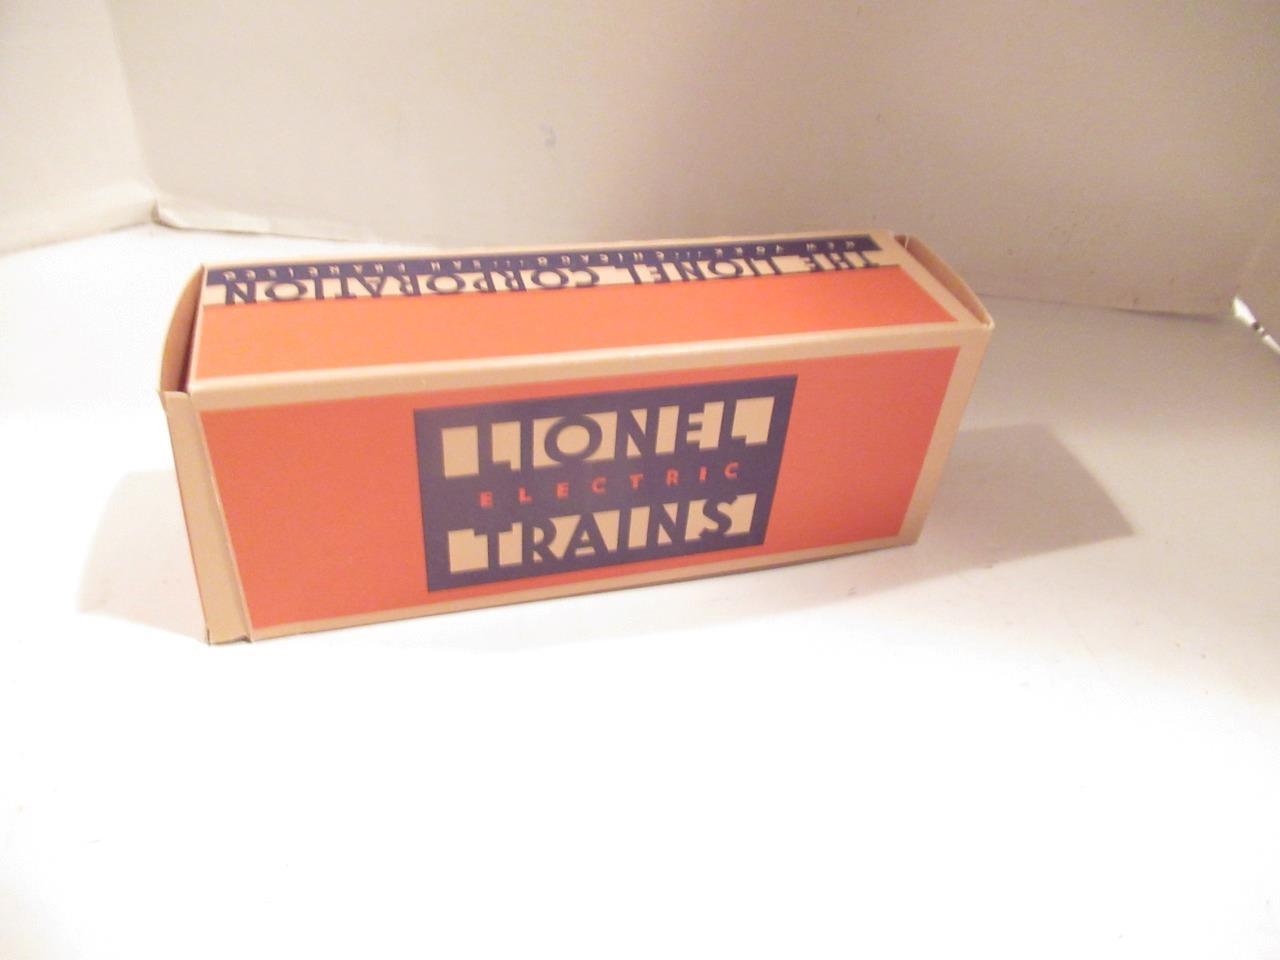 THE LIONEL CORPORATION
NEW YORK ··· CHICAGO ··· SAN FRANCISCO
LIONEL
ELECTRIC
TRAINS